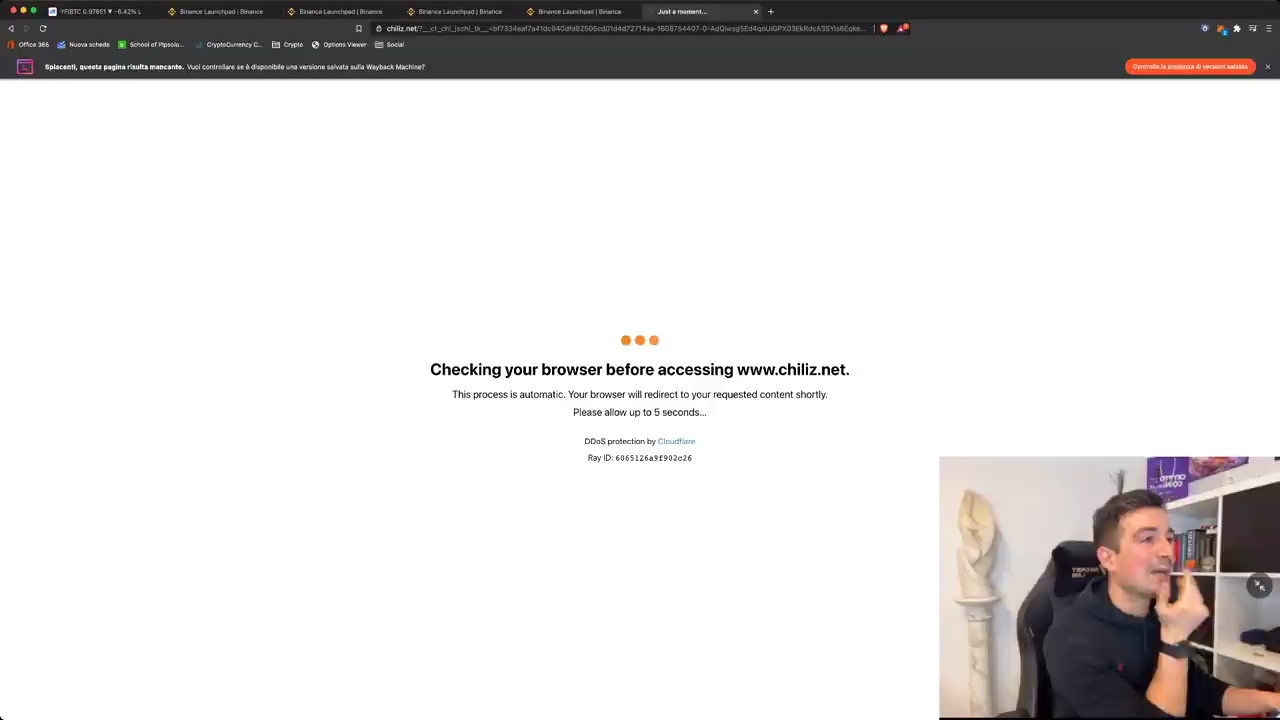 YFIBTC 0.97651 ▼ −6.42% L
Binance Launchpad | Binance
Binance Launchpad | Binance
Binance Launchpad | Binance
Binance Launchpad | Binance
Just a moment...
Office 365
Nuova scheda
School of Pipsolo...
CryptoCurrency C...
Crypto
Options Viewer
Social
Spiacenti, questa pagina risulta mancante. Vuoi controllare se è disponibile una versione salvata sulla Wayback Machine?
Controlla la presenza di versioni salvate
Checking your browser before accessing www.chiliz.net.
This process is automatic. Your browser will redirect to your requested content shortly.
Please allow up to 5 seconds...
DDoS protection by Cloudflare
Ray ID: 6065126a9f902c26